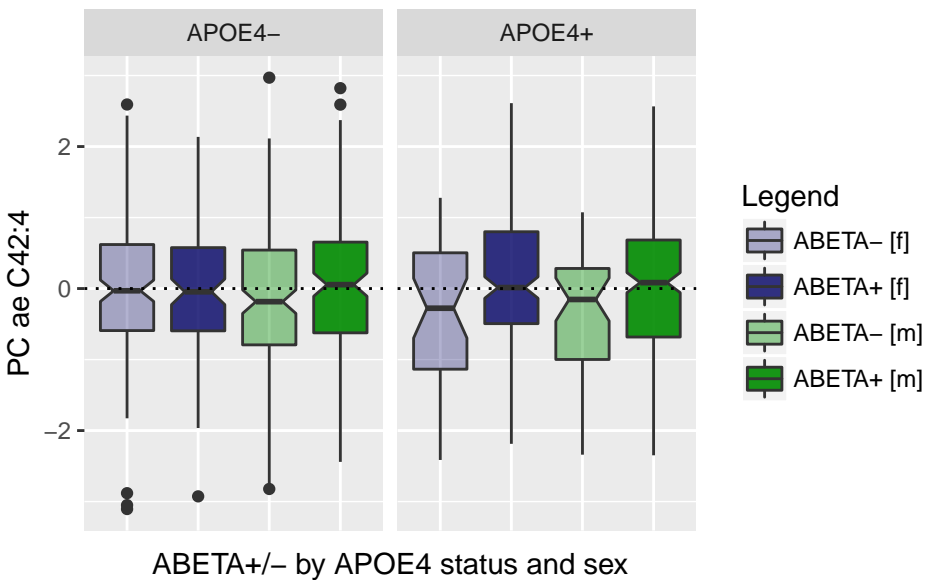 APOE4−
APOE4+
2
0
−2
PC ae C42:4
ABETA+/− by APOE4 status and sex
Legend
ABETA− [f]
ABETA+ [f]
ABETA− [m]
ABETA+ [m]